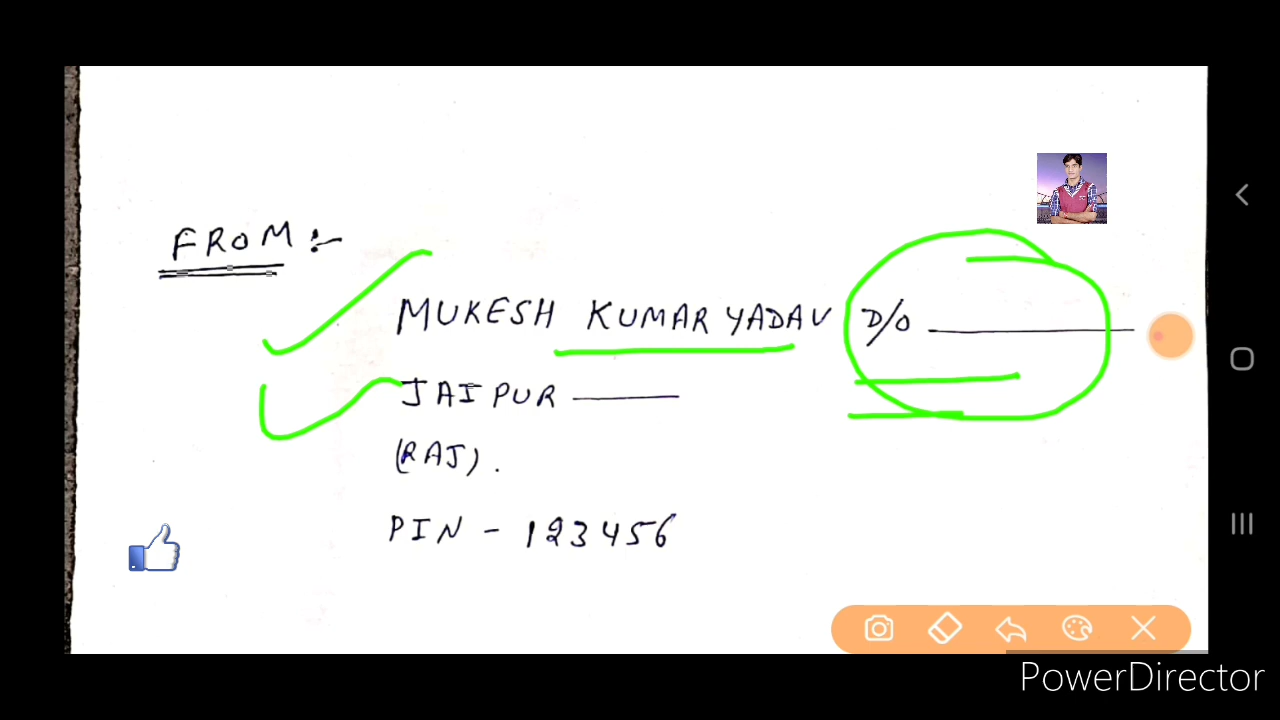 FROM :-
MUKESH KUMAR YADAV D/O
JAIPUR
(RAJ).
PIN - 123456
PowerDirector